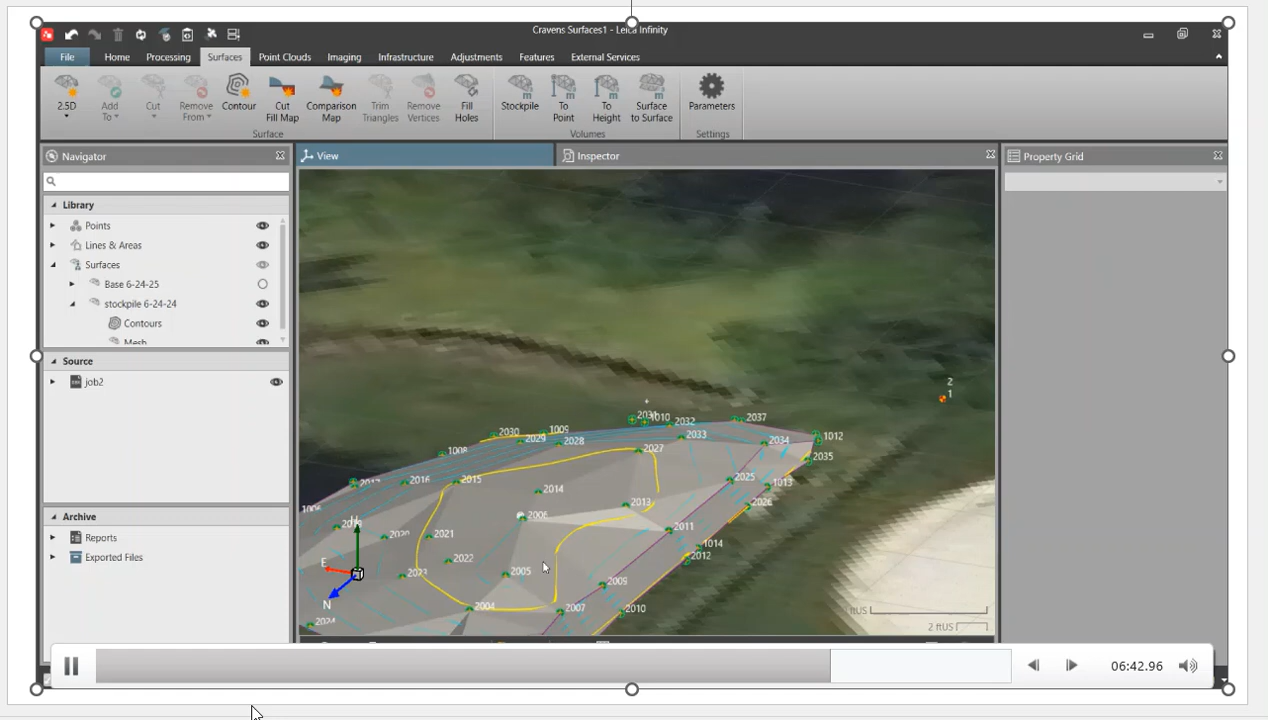 Cravens Surfaces1 - Leica Infinity
File Home Processing Surfaces Point Clouds Imaging Infrastructure Adjustments Features External Services
2.5D
Add To
Cut
Remove From
Contour
Cut Fill Map
Comparison Map
Trim Triangles
Remove Vertices
Fill Holes
Stockpile
To Point
To Height
Surface to Surface
Parameters
Surface
Volumes
Settings
Navigator
View
Inspector
Property Grid
Library
Points
Lines & Areas
Surfaces
Base 6-24-25
stockpile 6-24-24
Contours
Mesh
Source
job2
Archive
Reports
Exported Files
2
1
2031
1010
2032
2037
2030
1009
2029
2028
2033
1012
2034
1008
2027
2035
2017
2016
2015
2025
1013
2014
2013
2026
1006
2006
2011
2020
2021
1014
2012
2022
2005
2023
2009
2004
2007
2010
2024
H
E
N
ftUS
2 ftUS
06:42.96